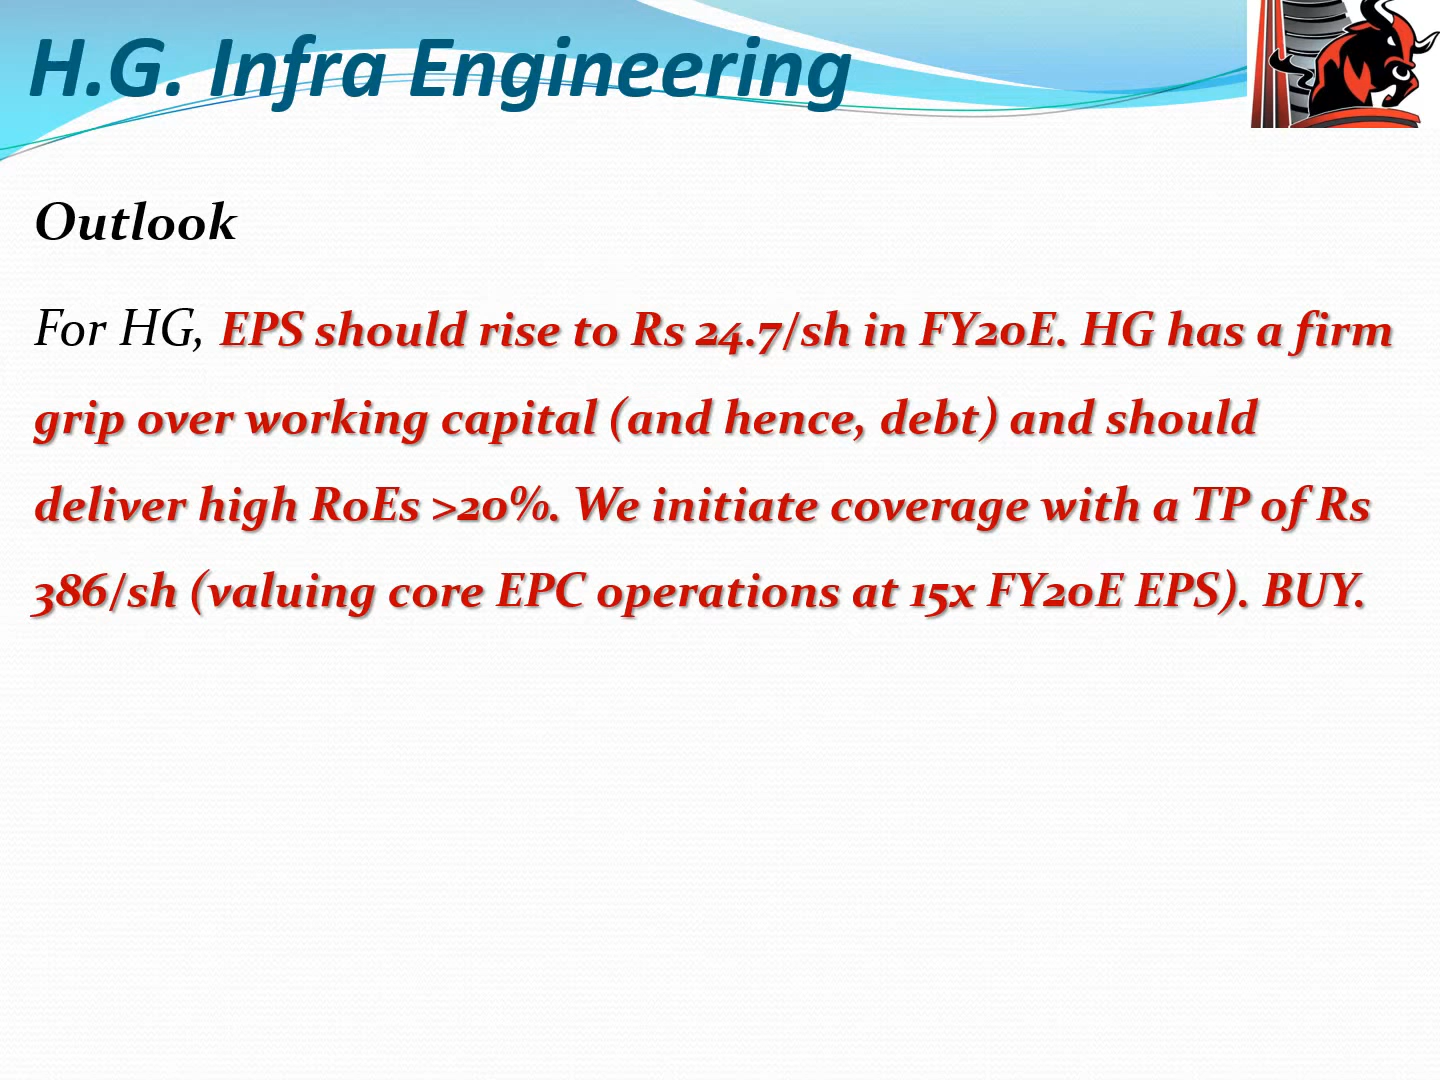 H.G. Infra Engineering
Outlook
For HG, EPS should rise to Rs 24.7/sh in FY20E. HG has a firm
grip over working capital (and hence, debt) and should
deliver high RoEs >20%. We initiate coverage with a TP of Rs
386/sh (valuing core EPC operations at 15x FY20E EPS). BUY.